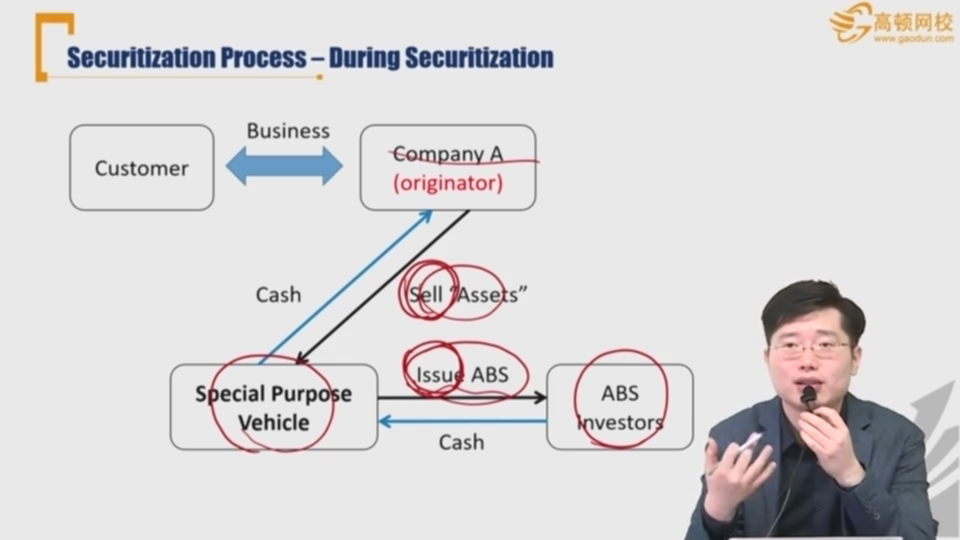 Securitization Process – During Securitization
高顿网校
www.gaodun.com
Customer
Business
Company A
(originator)
Cash
Sell “Assets”
Special Purpose
Vehicle
Issue ABS
Cash
ABS
investors